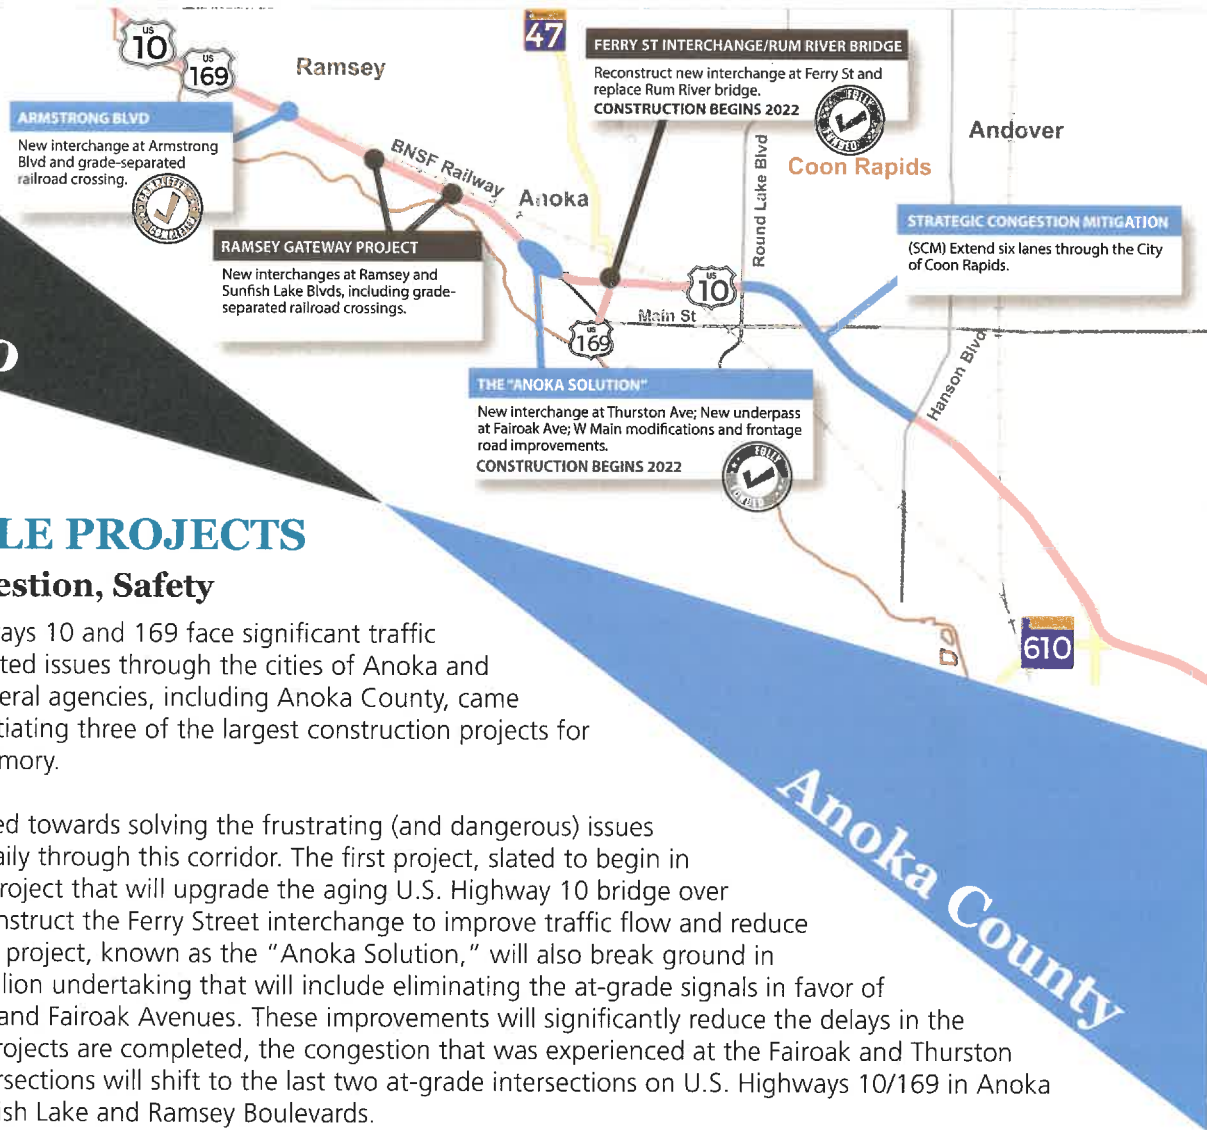 US
10
US
169
Ramsey
47
FERRY ST INTERCHANGE/RUM RIVER BRIDGE
Reconstruct new interchange at Ferry St and
replace Rum River bridge.
CONSTRUCTION BEGINS 2022
FULLY
FUNDED
Andover
ARMSTRONG BLVD
New interchange at Armstrong
Blvd and grade-separated
railroad crossing.
BNSF Railway
Anoka
Round Lake Blvd
Coon Rapids
STRATEGIC CONGESTION MITIGATION
(SCM) Extend six lanes through the City
of Coon Rapids.
RAMSEY GATEWAY PROJECT
New interchanges at Ramsey and
Sunfish Lake Blvds, including grade-
separated railroad crossings.
US
10
Main St
US
169
Hanson Blvd
THE "ANOKA SOLUTION"
New interchange at Thurston Ave; New underpass
at Fairoak Ave; W Main modifications and frontage
road improvements.
CONSTRUCTION BEGINS 2022
FULLY
FUNDED
610
LE PROJECTS
estion, Safety
ays 10 and 169 face significant traffic
ted issues through the cities of Anoka and
eral agencies, including Anoka County, came
tiating three of the largest construction projects for
mory.
ed towards solving the frustrating (and dangerous) issues
aily through this corridor. The first project, slated to begin in
roject that will upgrade the aging U.S. Highway 10 bridge over
nstruct the Ferry Street interchange to improve traffic flow and reduce
project, known as the "Anoka Solution," will also break ground in
lion undertaking that will include eliminating the at-grade signals in favor of
and Fairoak Avenues. These improvements will significantly reduce the delays in the
rojects are completed, the congestion that was experienced at the Fairoak and Thurston
rsections will shift to the last two at-grade intersections on U.S. Highways 10/169 in Anoka
ish Lake and Ramsey Boulevards.
Anoka County